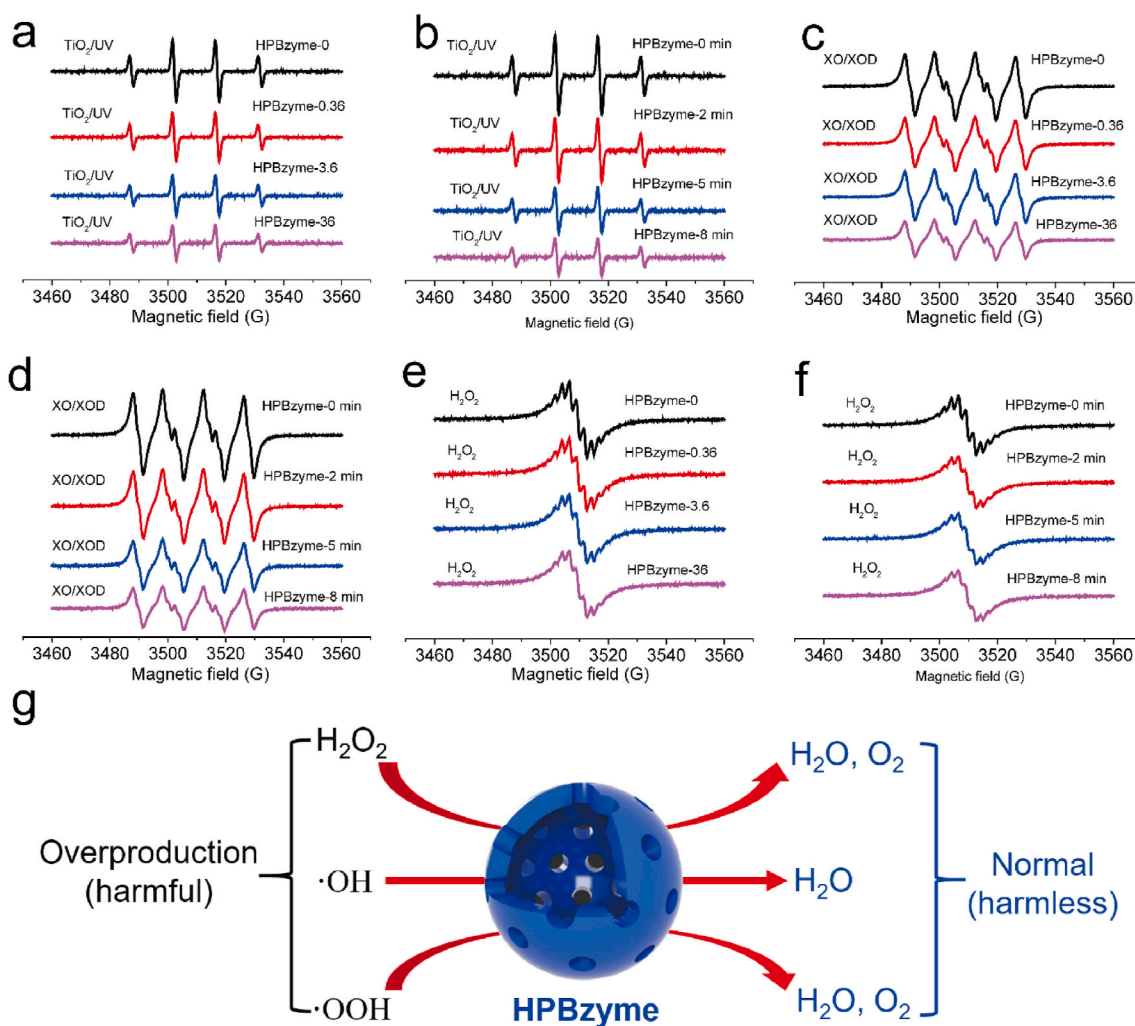 a
TiO₂/UV HPBzyme-0
TiO₂/UV HPBzyme-0.36
TiO₂/UV HPBzyme-3.6
TiO₂/UV HPBzyme-36
3460 3480 3500 3520 3540 3560
Magnetic field (G)
b
TiO₂/UV HPBzyme-0 min
TiO₂/UV HPBzyme-2 min
TiO₂/UV HPBzyme-5 min
TiO₂/UV HPBzyme-8 min
3460 3480 3500 3520 3540 3560
Magnetic field (G)
c
XO/XOD HPBzyme-0
XO/XOD HPBzyme-0.36
XO/XOD HPBzyme-3.6
XO/XOD HPBzyme-36
3460 3480 3500 3520 3540 3560
Magnetic field (G)
d
XO/XOD HPBzyme-0 min
XO/XOD HPBzyme-2 min
XO/XOD HPBzyme-5 min
XO/XOD HPBzyme-8 min
3460 3480 3500 3520 3540 3560
Magnetic field (G)
e
H₂O₂ HPBzyme-0
H₂O₂ HPBzyme-0.36
H₂O₂ HPBzyme-3.6
H₂O₂ HPBzyme-36
3460 3480 3500 3520 3540 3560
Magnetic field (G)
f
H₂O₂ HPBzyme-0 min
H₂O₂ HPBzyme-2 min
H₂O₂ HPBzyme-5 min
H₂O₂ HPBzyme-8 min
3460 3480 3500 3520 3540 3560
Magnetic field (G)
g
Overproduction
(harmful)
H₂O₂
·OH
·OOH
HPBzyme
H₂O, O₂
H₂O
H₂O, O₂
Normal
(harmless)